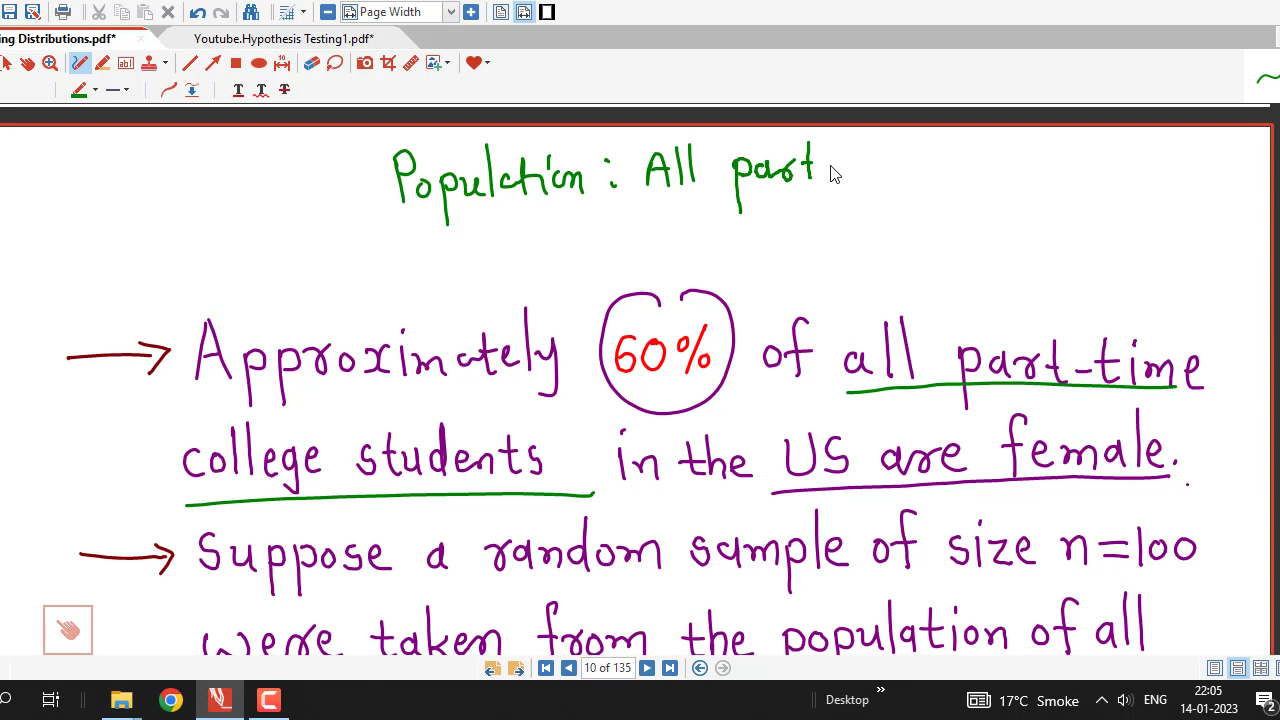 Page Width
ing Distributions.pdf*
Youtube.Hypothesis Testing1.pdf*
10
T T T
Population: All part
Approximately 60% of all part-time
college students in the US are female.
Suppose a random sample of size n=100
were taken from the population of all
10 of 135
Desktop
»
17°C Smoke
ENG
22:05
14-01-2023
2